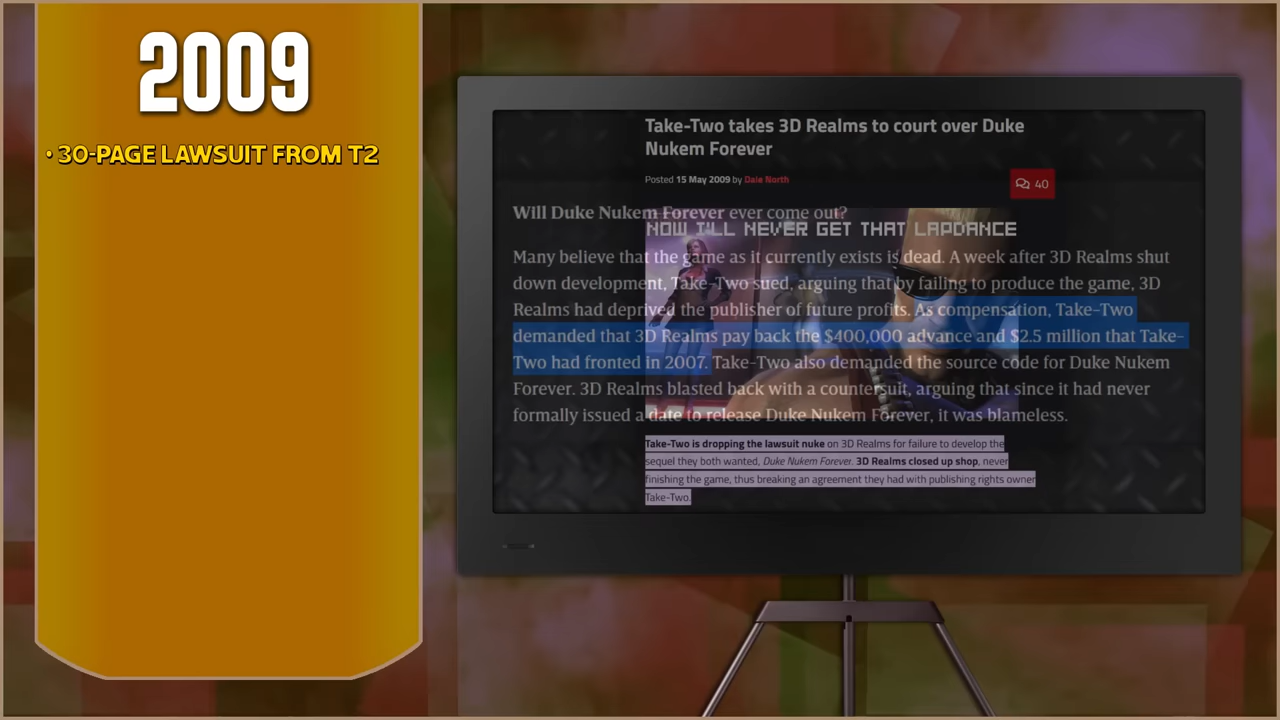 2009
• 30-PAGE LAWSUIT FROM T2
Take-Two takes 3D Realms to court over Duke
Nukem Forever
Posted 15 May 2009 by Dale North
40
Will Duke Nukem Forever ever come out?
NOW I'LL NEVER GET THAT LAPDANCE
Many believe that the game as it currently exists is dead. A week after 3D Realms shut
down development, Take-Two sued, arguing that by failing to produce the game, 3D
Realms had deprived the publisher of future profits. As compensation, Take-Two
demanded that 3D Realms pay back the $400,000 advance and $2.5 million that Take-
Two had fronted in 2007. Take-Two also demanded the source code for Duke Nukem
Forever. 3D Realms blasted back with a countersuit, arguing that since it had never
formally issued a date to release Duke Nukem Forever, it was blameless.
Take-Two is dropping the lawsuit nuke on 3D Realms for failure to develop the
sequel they both wanted, Duke Nukem Forever. 3D Realms closed up shop, never
finishing the game, thus breaking an agreement they had with publishing rights owner
Take-Two.